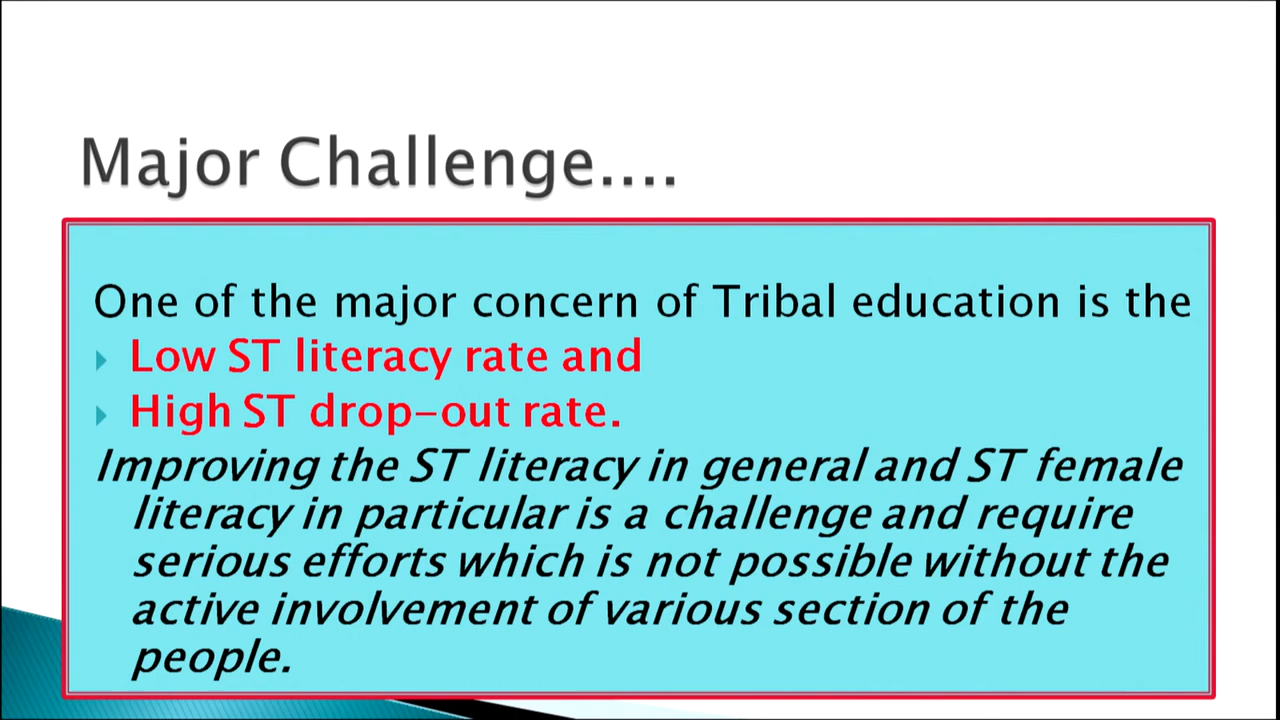 Major Challenge....
One of the major concern of Tribal education is the
Low ST literacy rate and
High ST drop-out rate.
Improving the ST literacy in general and ST female
literacy in particular is a challenge and require
serious efforts which is not possible without the
active involvement of various section of the
people.